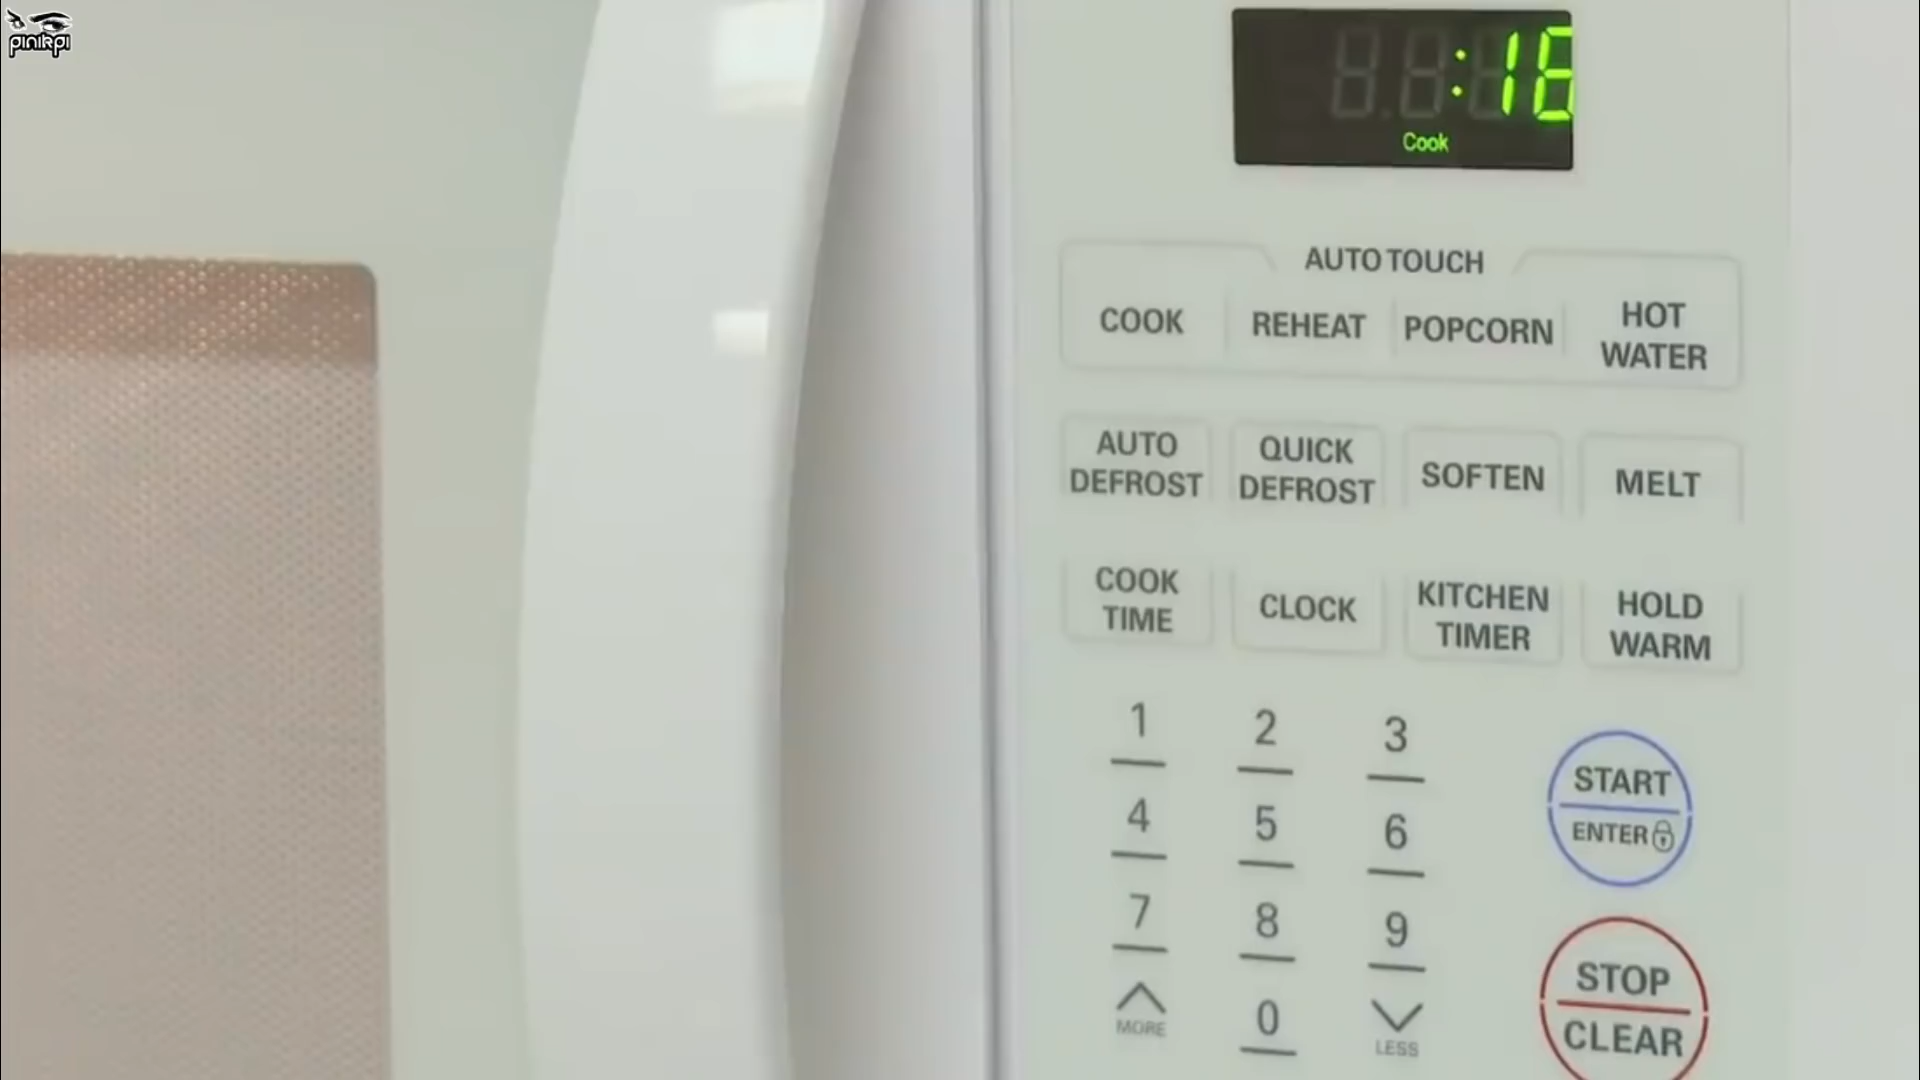 pinikpi
:16
Cook
AUTO TOUCH
COOK REHEAT POPCORN HOT WATER
AUTO DEFROST QUICK DEFROST SOFTEN MELT
COOK TIME CLOCK KITCHEN TIMER HOLD WARM
1 2 3
4 5 6
START
ENTER
7 8 9
MORE 0 LESS
STOP
CLEAR